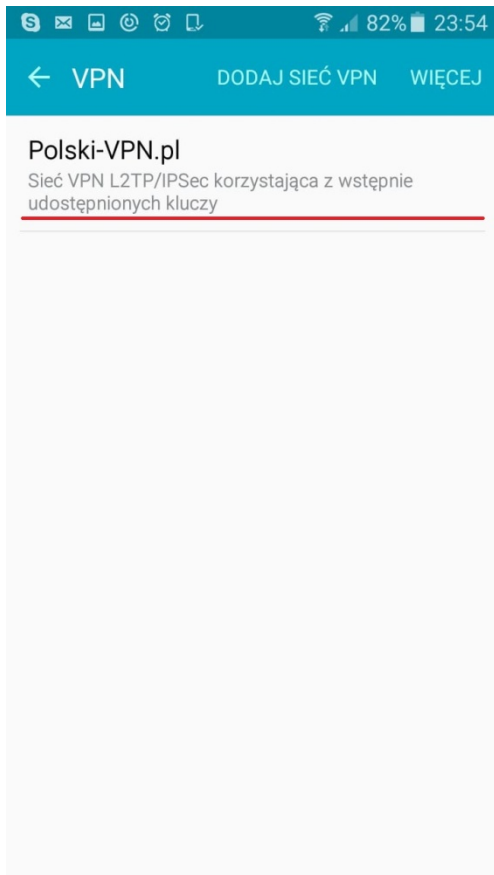 82% 23:54
VPN DODAJ SIEĆ VPN WIĘCEJ
Polski-VPN.pl
Sieć VPN L2TP/IPSec korzystająca z wstępnie
udostępnionych kluczy